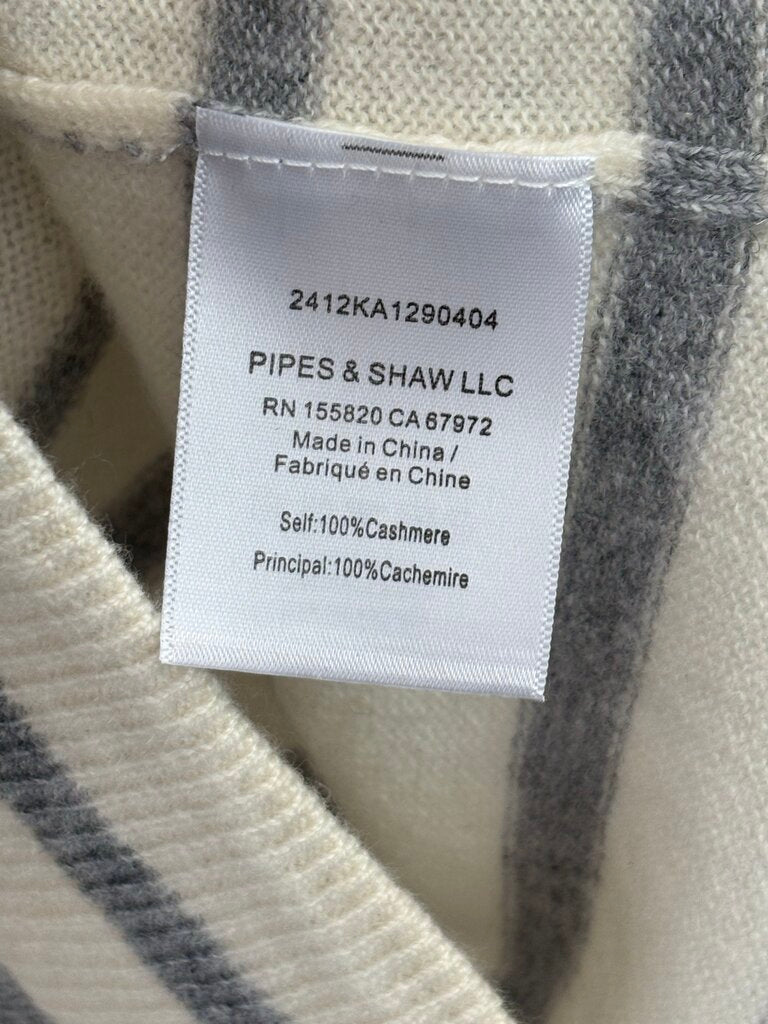 2412KA1290404
PIPES & SHAW LLC
RN 155820 CA 67972
Made in China /
Fabriqué en Chine
Self:100%Cashmere
Principal:100%Cachemire